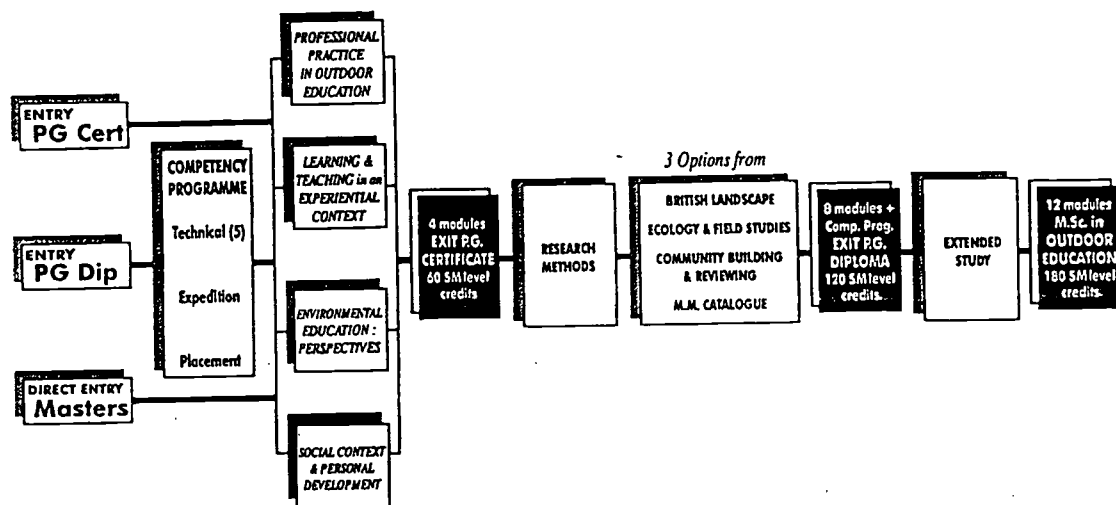 ENTRY
PG Cert
ENTRY
PG Dip
DIRECT ENTRY
Masters
COMPETENCY
PROGRAMME
Technical (5)
Expedition
Placement
PROFESSIONAL
PRACTICE
IN OUTDOOR
EDUCATION
LEARNING &
TEACHING in an
EXPERIENTIAL
CONTEXT
ENVIRONMENTAL
EDUCATION :
PERSPECTIVES
SOCIAL CONTEXT
& PERSONAL
DEVELOPMENT
4 modules
EXIT P.G.
CERTIFICATE
60 SM level
credits
RESEARCH
METHODS
3 Options from
BRITISH LANDSCAPE
ECOLOGY & FIELD STUDIES
COMMUNITY BUILDING
& REVIEWING
M.M. CATALOGUE
8 modules +
Comp. Prog.
EXIT P.G.
DIPLOMA
120 SM level
credits.
EXTENDED
STUDY
12 modules
M.Sc. in
OUTDOOR
EDUCATION
180 SM level
credits.